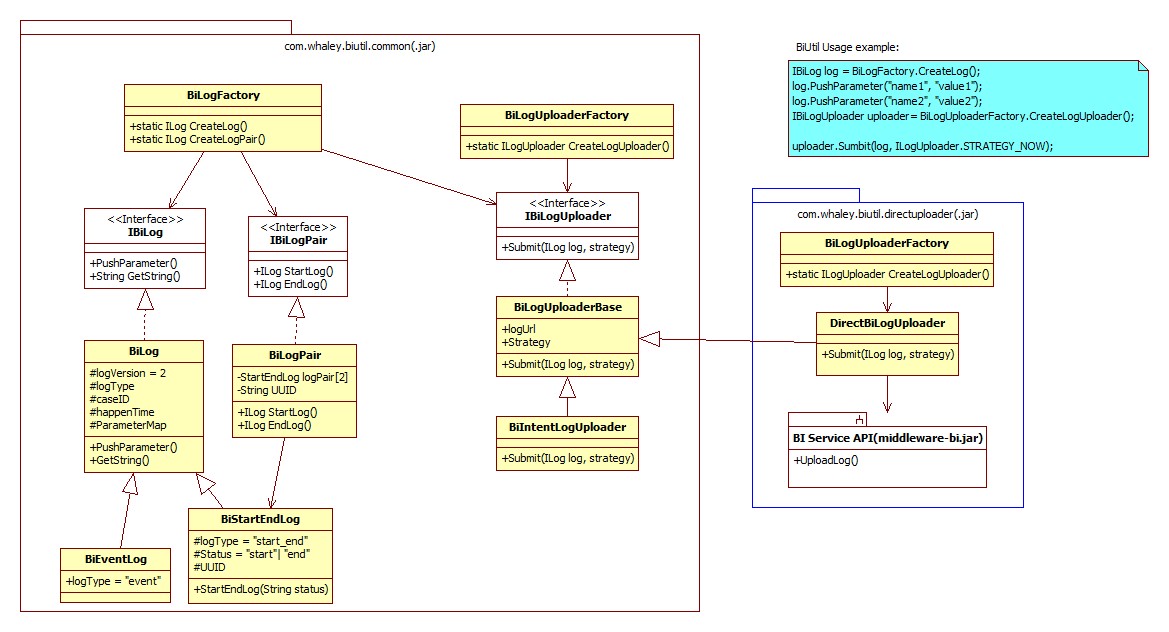 com.whaley.biutil.common(.jar)
BiLogFactory
+static ILog CreateLog()
+static ILog CreateLogPair()
BiLogUploaderFactory
+static ILogUploader CreateLogUploader()
<<Interface>>
IBiLog
+PushParameter()
+String GetString()
<<Interface>>
IBiLogPair
+ILog StartLog()
+ILog EndLog()
<<Interface>>
IBiLogUploader
+Submit(ILog log, strategy)
BiLog
#logVersion = 2
#logType
#caseID
#happenTime
#ParameterMap
+PushParameter()
+GetString()
BiLogPair
-StartEndLog logPair[2]
-String UUID
+ILog StartLog()
+ILog EndLog()
BiLogUploaderBase
+logUrl
+Strategy
+Submit(ILog log, strategy)
BiIntentLogUploader
+Submit(ILog log, strategy)
BiEventLog
+logType = "event"
BiStartEndLog
#logType = "start_end"
#Status = "start"| "end"
#UUID
+StartEndLog(String status)
BiUtil Usage example:
IBiLog log = BiLogFactory.CreateLog();
log.PushParameter("name1", "value1");
log.PushParameter("name2", "value2");
IBiLogUploader uploader= BiLogUploaderFactory.CreateLogUploader();
uploader.Sumbit(log, ILogUploader.STRATEGY_NOW);
com.whaley.biutil.directuploader(.jar)
BiLogUploaderFactory
+static ILogUploader CreateLogUploader()
DirectBiLogUploader
+Submit(ILog log, strategy)
BI Service API(middleware-bi.jar)
+UploadLog()